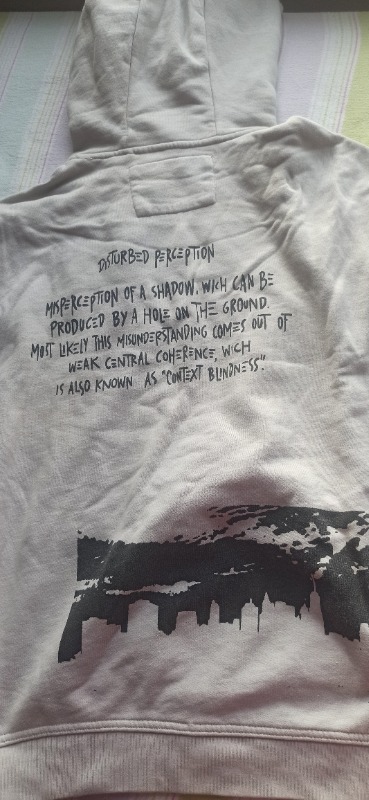 DISTURBED PERCEPTION
MISPERCEPTION OF A SHADOW, WICH CAN BE
PRODUCED BY A HOLE ON THE GROUND.
MOST LIKELY THIS MISUNDERSTANDING COMES OUT OF
WEAK CENTRAL COHERENCE, WICH
IS ALSO KNOWN AS "CONTEXT BLINDNESS".